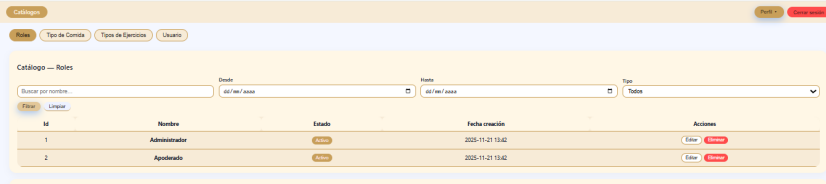 Catálogos Perfil Cerrar sesión
Roles Tipo de Comida Tipos de Ejercicios Usuario
Catálogo — Roles
Desde Hasta Tipo
Buscar por nombre... dd/mm/aaaa dd/mm/aaaa Todos
Filtrar Limpiar
Id Nombre Estado Fecha creación Acciones
1 Administrador Activo 2025-11-21 13:42 Editar Eliminar
2 Apoderado Activo 2025-11-21 13:42 Editar Eliminar